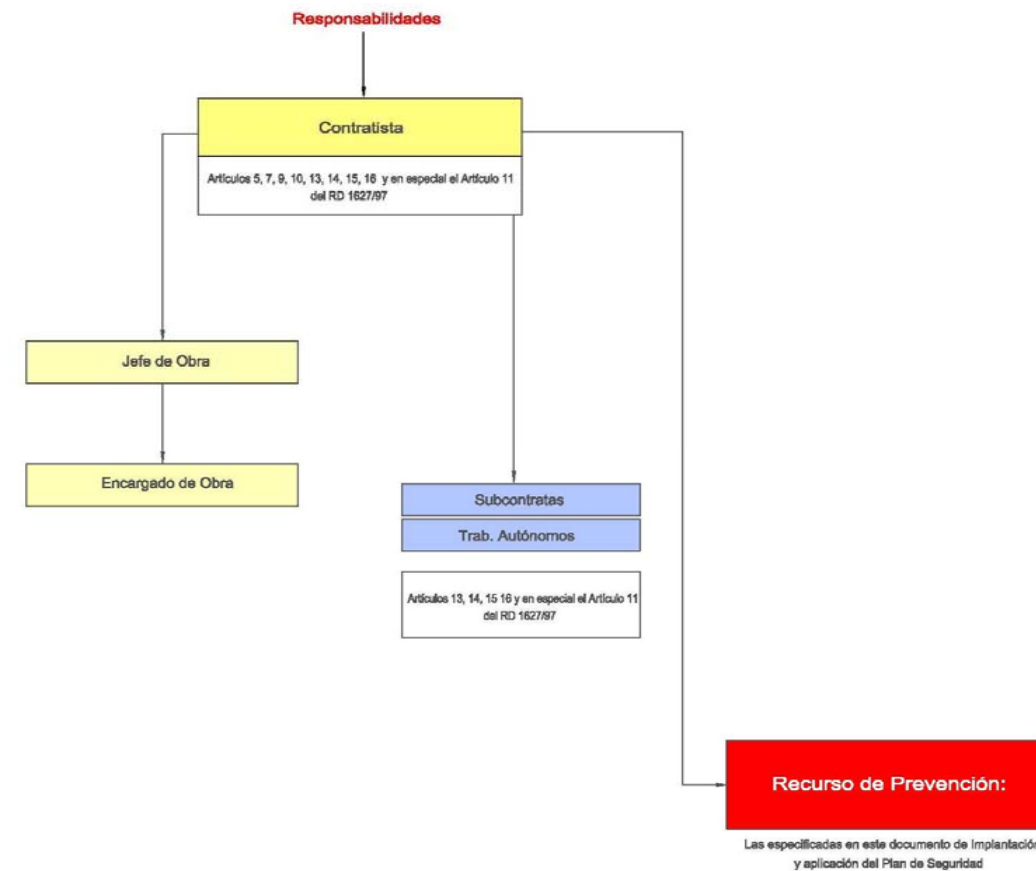 Responsabilidades
Contratista
Artículos 5, 7, 9, 10, 13, 14, 15, 16 y en especial el Artículo 11
del RD 1627/97
Jefe de Obra
Encargado de Obra
Subcontratas
Trab. Autónomos
Artículos 13, 14, 15 16 y en especial el Artículo 11
del RD 1627/97
Recurso de Prevención:
Las especificadas en este documento de Implantación
y aplicación del Plan de Seguridad